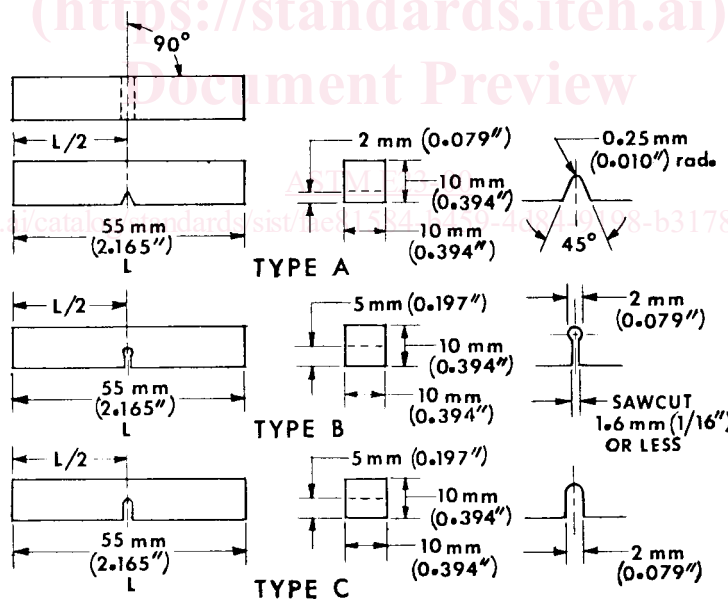 (https://standards.iteh.ai)
Document Preview
90°
L/2
2 mm (0.079")
0.25 mm
(0.010") rad.
10 mm
(0.394")
55 mm
(2.165")
L
10 mm
(0.394")
45°
TYPE A
L/2
5 mm (0.197")
2 mm
(0.079")
10 mm
(0.394")
55 mm
(2.165")
L
10 mm
(0.394")
SAWCUT
1.6 mm (1/16")
OR LESS
TYPE B
L/2
5 mm (0.197")
10 mm
(0.394")
55 mm
(2.165")
L
10 mm
(0.394")
2 mm
(0.079")
TYPE C